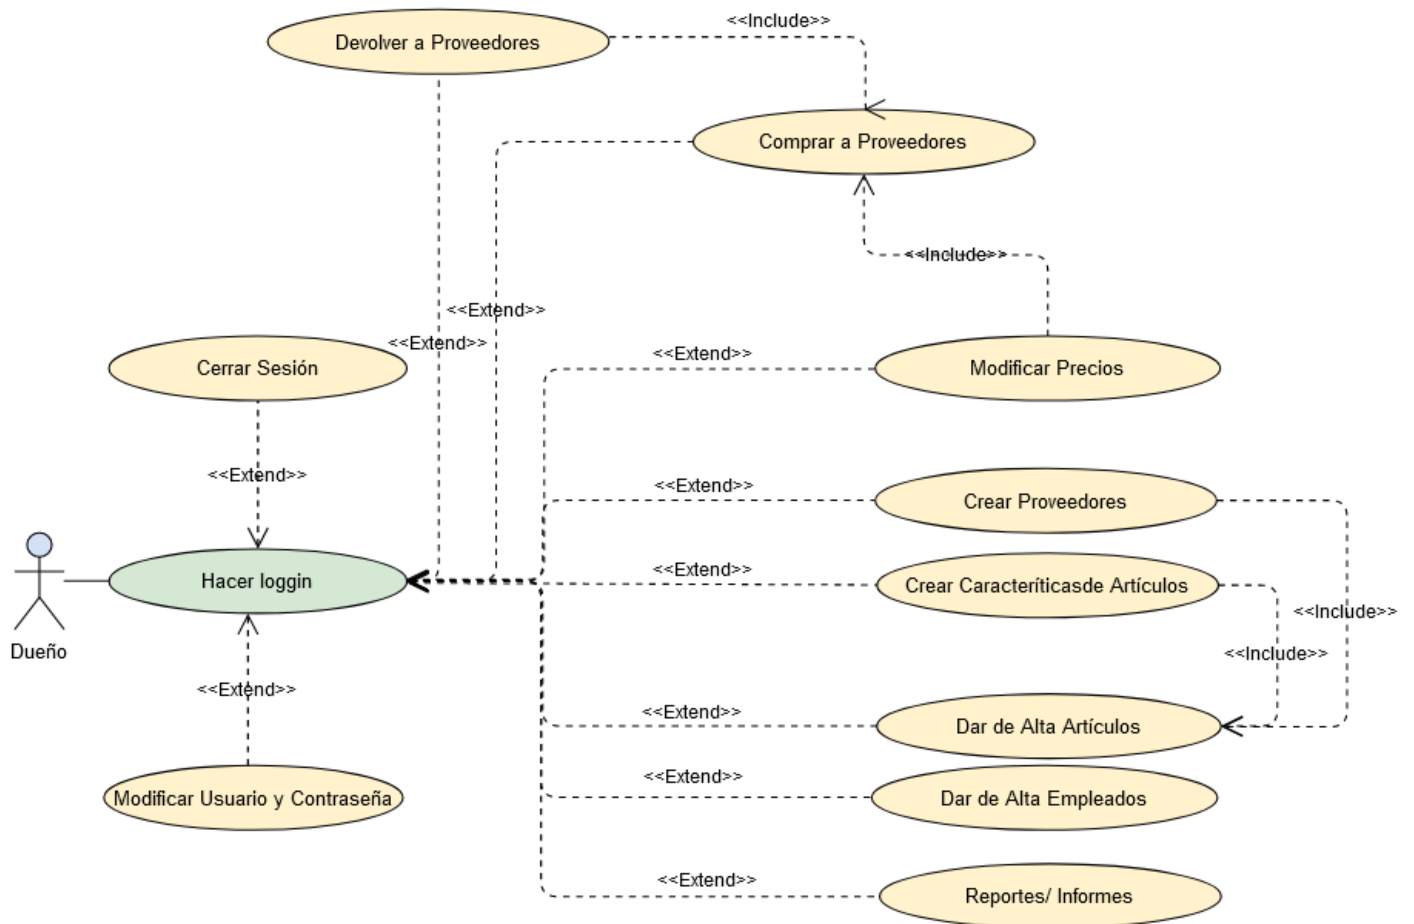 <<Include>>
Devolver a Proveedores
Comprar a Proveedores
<<Include>>
<<Extend>>
<<Extend>>
<<Extend>>
Cerrar Sesión
Modificar Precios
<<Extend>>
<<Extend>>
Crear Proveedores
<<Extend>>
Hacer loggin
Crear Caracteríticasde Artículos
<<Include>>
Dueño
<<Include>>
<<Extend>>
<<Extend>>
Dar de Alta Artículos
<<Extend>>
Modificar Usuario y Contraseña
Dar de Alta Empleados
<<Extend>>
Reportes/ Informes